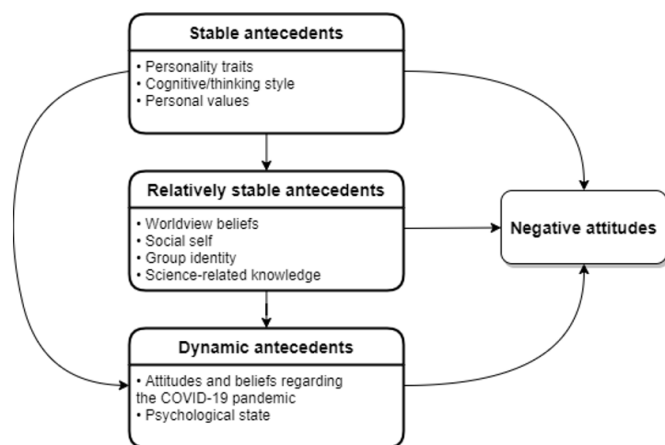 Stable antecedents
• Personality traits
• Cognitive/thinking style
• Personal values
Relatively stable antecedents
• Worldview beliefs
• Social self
• Group identity
• Science-related knowledge
Negative attitudes
Dynamic antecedents
• Attitudes and beliefs regarding
the COVID-19 pandemic
• Psychological state